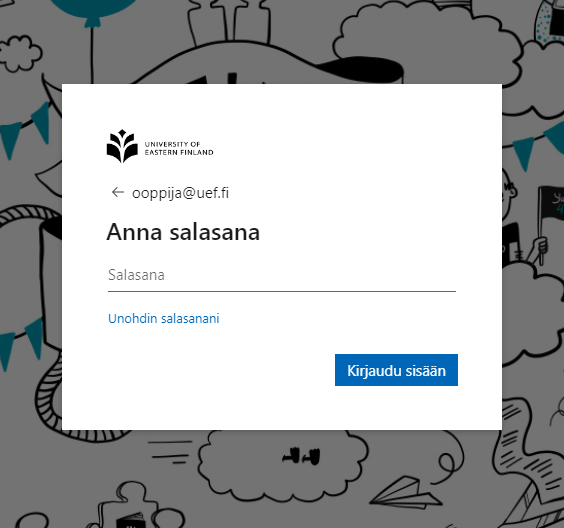 UNIVERSITY OF
EASTERN FINLAND
ooppija@uef.fi
Anna salasana
Salasana
Unohdin salasanani
Kirjaudu sisään